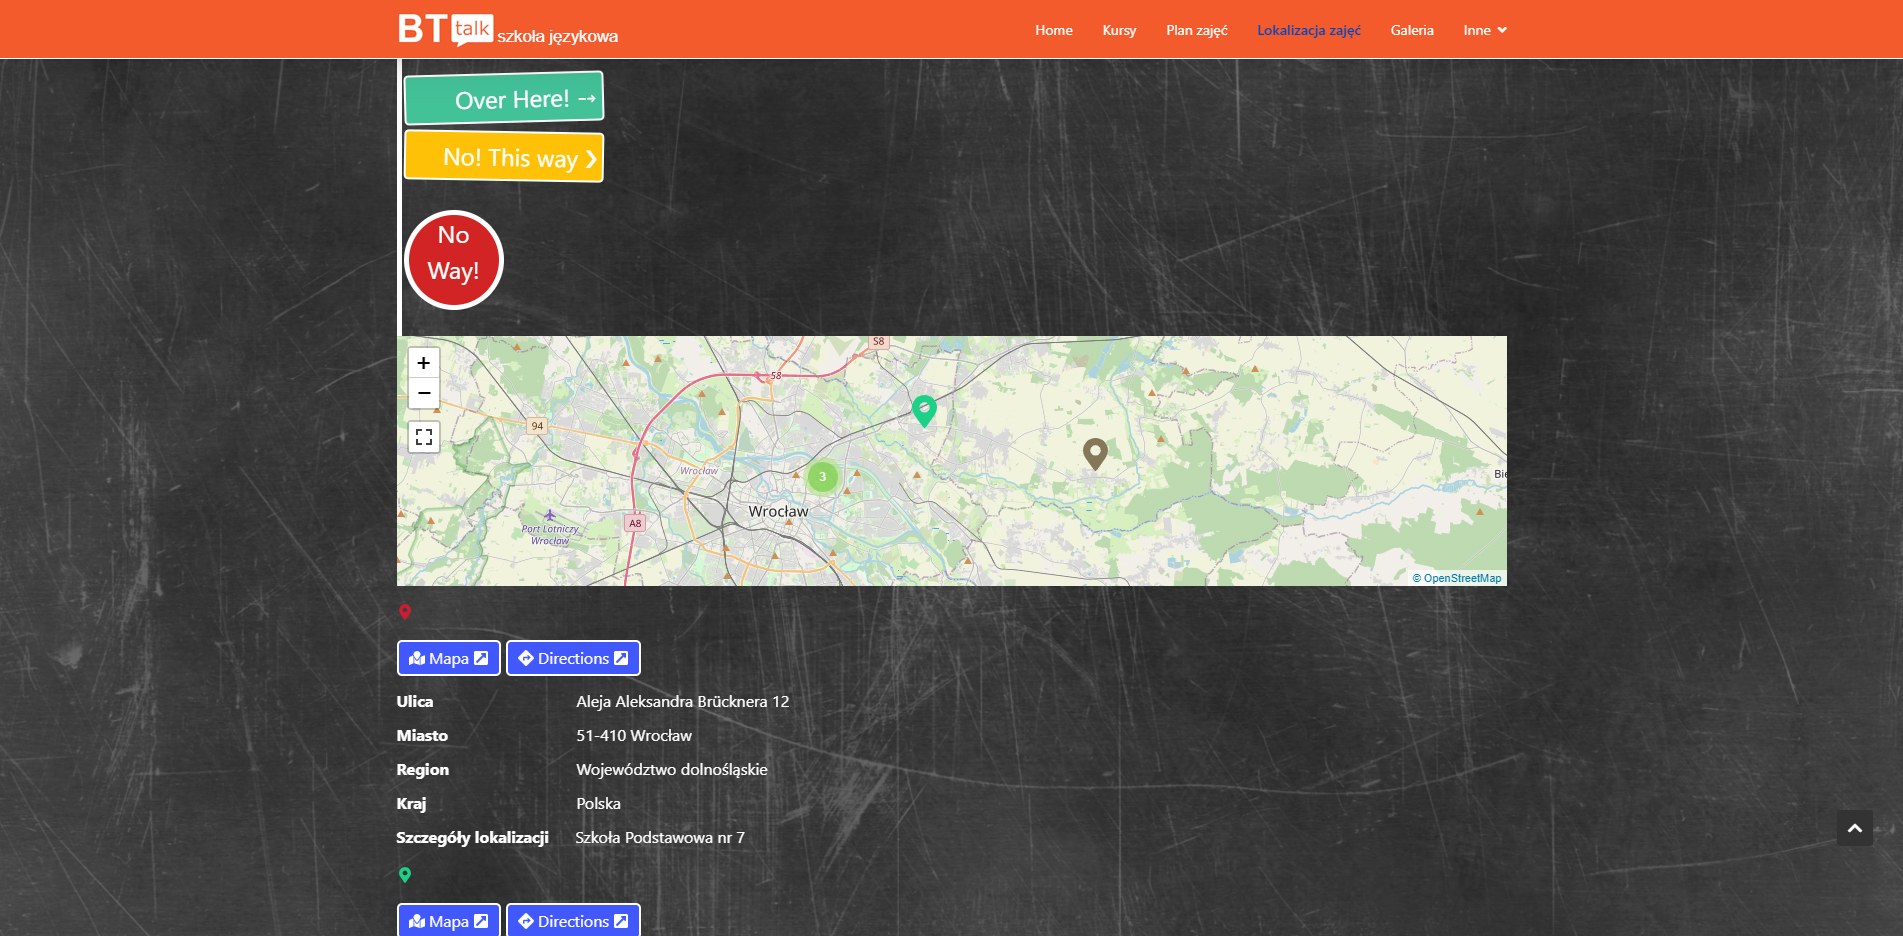 BT talk szkoła językowa
Home Kursy Plan zajęć Lokalizacja zajęć Galeria Inne
Over Here! ⤍
No! This way ❯
No
Way!
+
−
S8
58
94
Wrocław
3
Wrocław
A8
Port Lotniczy
Wrocław
Bie
© OpenStreetMap
Mapa Directions
Ulica Aleja Aleksandra Brücknera 12
Miasto 51-410 Wrocław
Region Województwo dolnośląskie
Kraj Polska
Szczegóły lokalizacji Szkoła Podstawowa nr 7
Mapa Directions